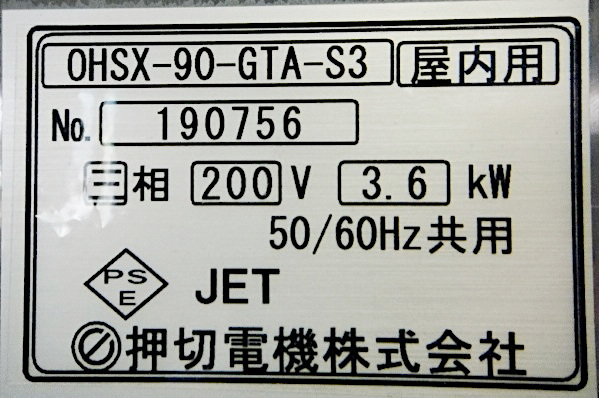 OHSX-90-GTA-S3 屋内用
No. 190756
三相 200 V 3.6 kW
50/60Hz共用
PSE JET
押切電機株式会社